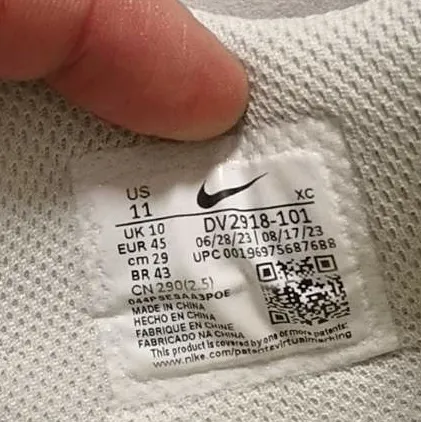 US
11
XC
UK 10
EUR 45
cm 29
BR 43
CN 290(2.5)
DV2918-101
06/28/23|08/17/23
UPC 00196975687688
MADE IN CHINA
HECHO EN CHINA
FABRIQUE EN CHINE
FABRICADO NA CHINA
This product is covered by one or more patents:
www.nike.com/patentsvirtualmarking